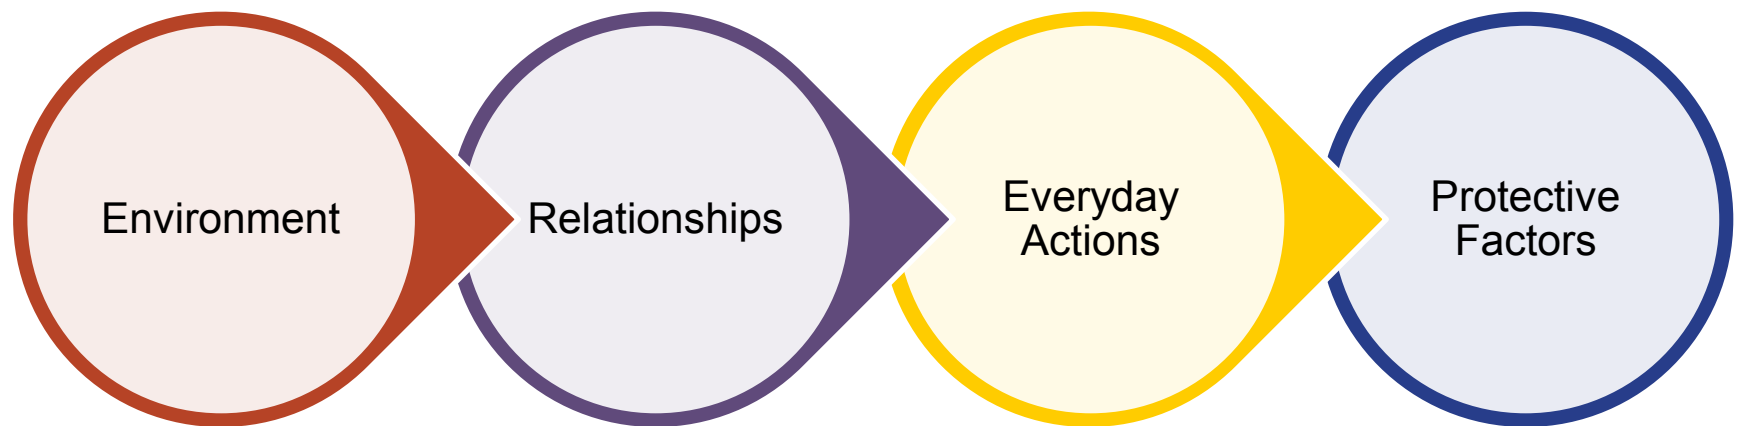 Environment
Relationships
Everyday
Actions
Protective
Factors